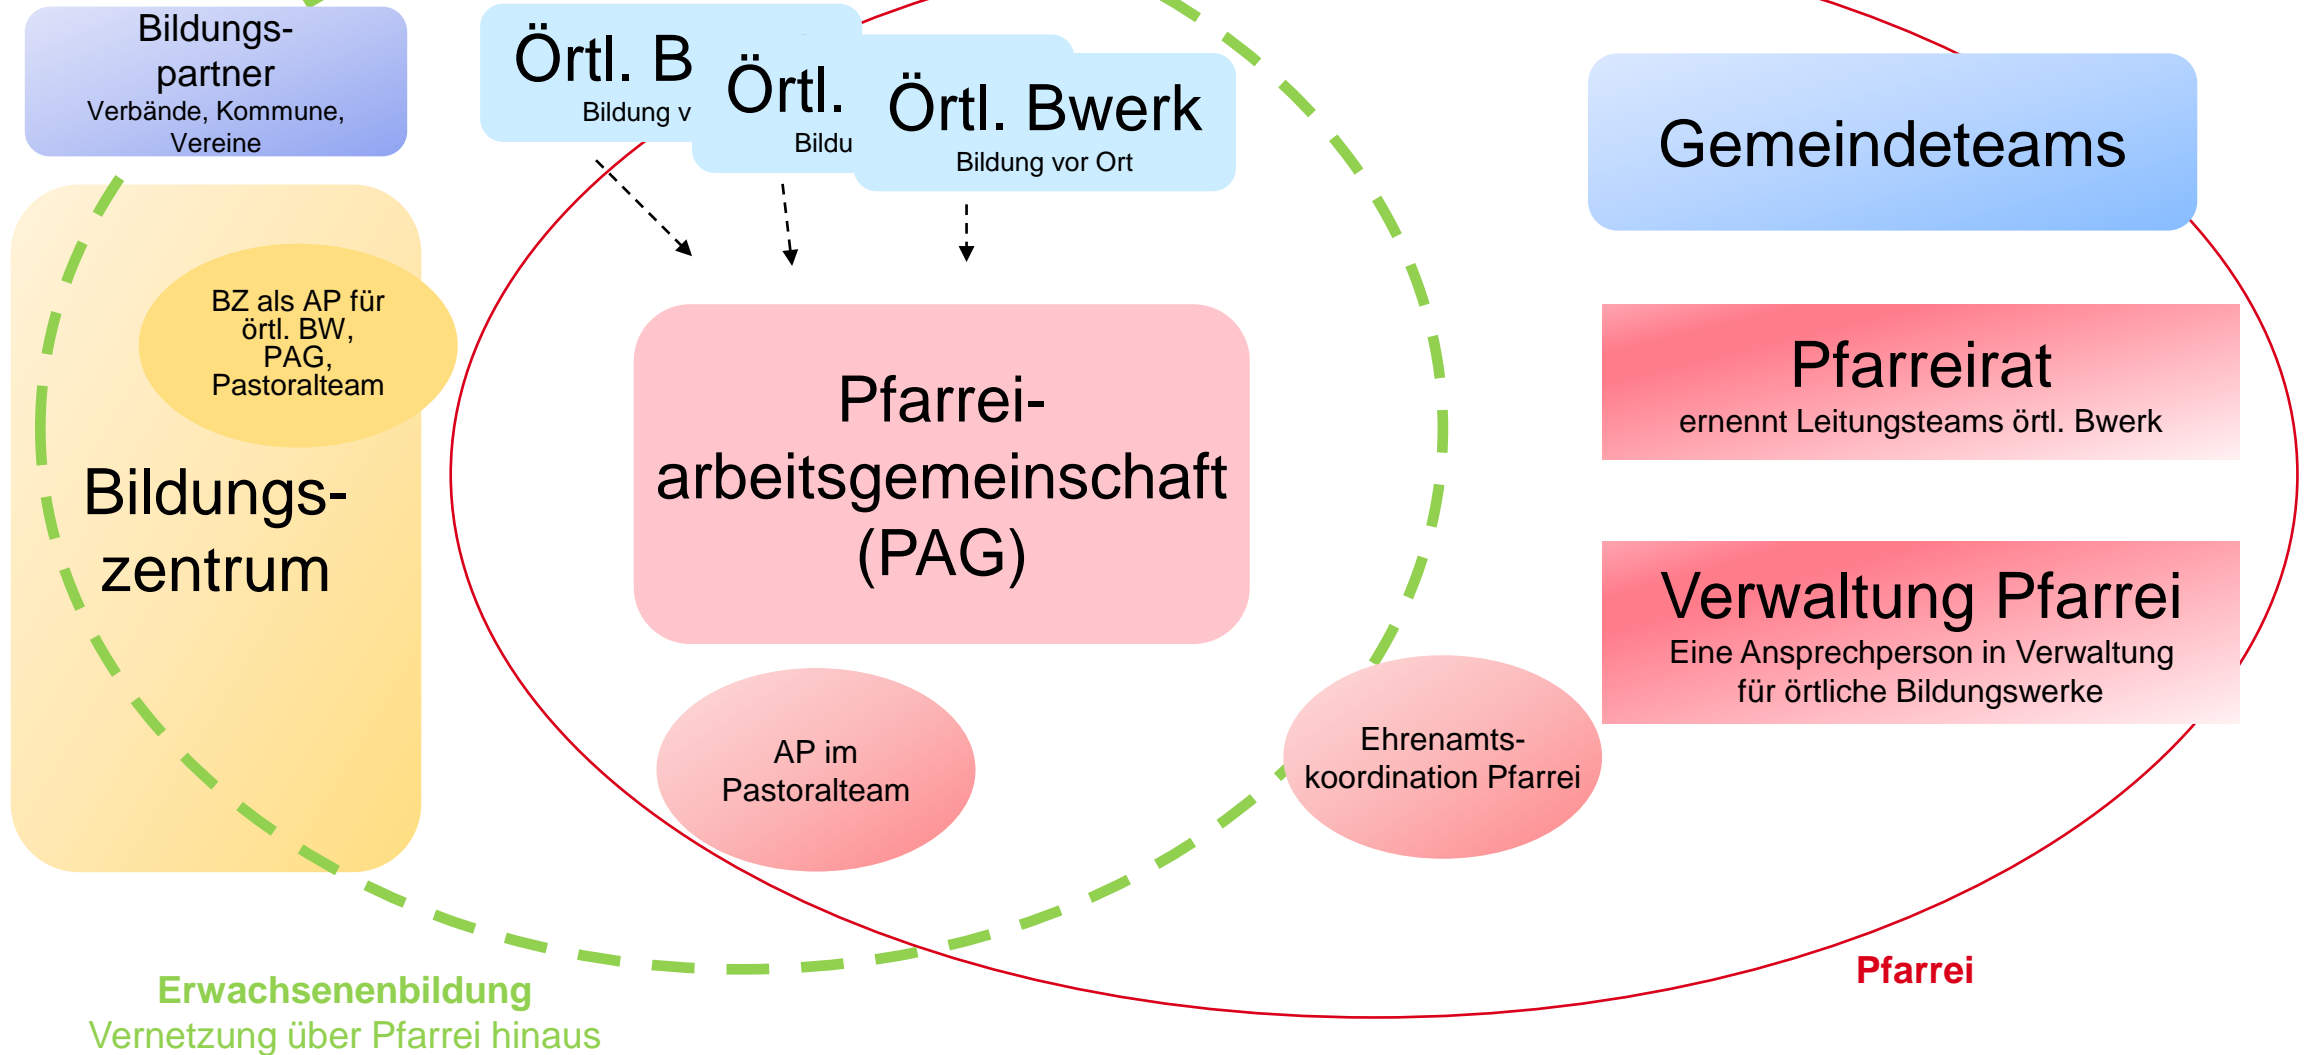 Bildungs-
partner
Verbände, Kommune,
Vereine
Örtl. B
Bildung v
Örtl.
Bildu
Örtl. Bwerk
Bildung vor Ort
Gemeindeteams
BZ als AP für
örtl. BW,
PAG,
Pastoralteam
Bildungs-
zentrum
Pfarrei-
arbeitsgemeinschaft
(PAG)
Pfarreirat
ernennt Leitungsteams örtl. Bwerk
Verwaltung Pfarrei
Eine Ansprechperson in Verwaltung
für örtliche Bildungswerke
AP im
Pastoralteam
Ehrenamts-
koordination Pfarrei
Pfarrei
Erwachsenenbildung
Vernetzung über Pfarrei hinaus